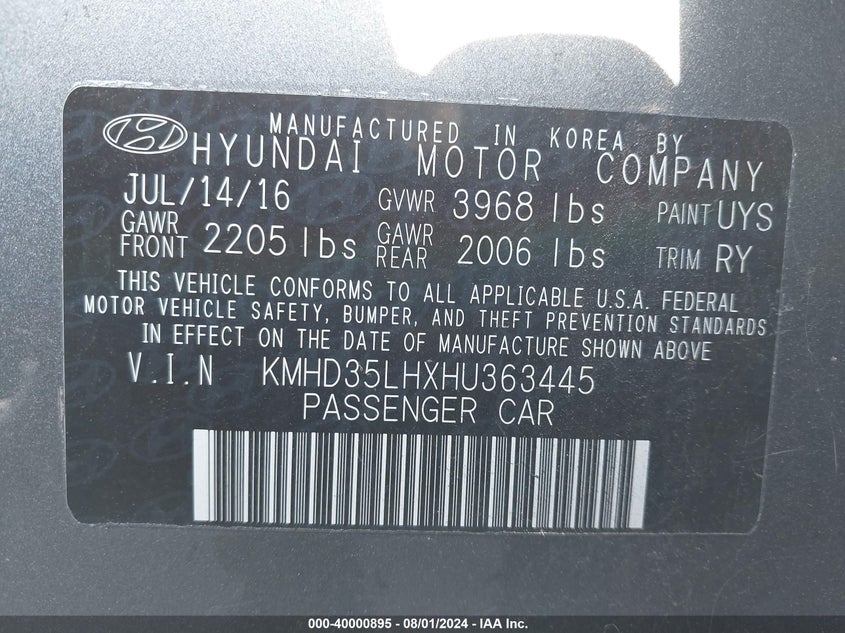 MANUFACTURED IN KOREA BY
HYUNDAI MOTOR COMPANY
JUL/14/16 GVWR 3968 lbs PAINT UYS
GAWR FRONT 2205 lbs GAWR REAR 2006 lbs TRIM RY
THIS VEHICLE CONFORMS TO ALL APPLICABLE U.S.A. FEDERAL
MOTOR VEHICLE SAFETY, BUMPER, AND THEFT PREVENTION STANDARDS
IN EFFECT ON THE DATE OF MANUFACTURE SHOWN ABOVE
V.I.N KMHD35LHXHU363445
PASSENGER CAR
000-40000895 - 08/01/2024 - IAA Inc.